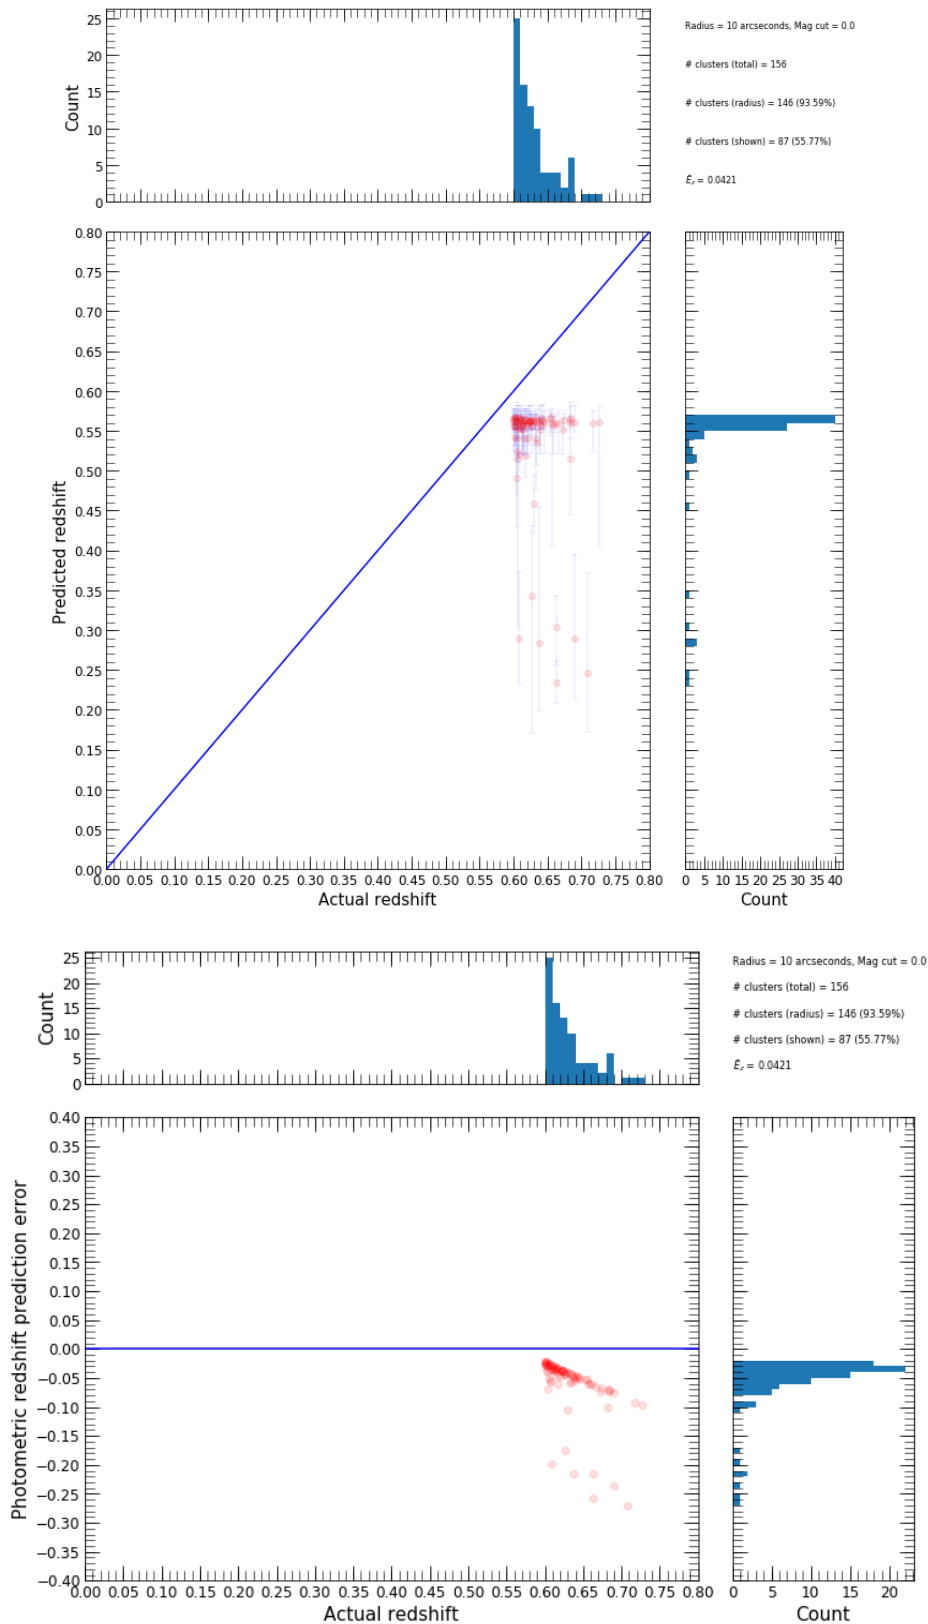 25
20
15
10
5
0
Count
Radius = 10 arcseconds, Mag cut = 0.0
# clusters (total) = 156
# clusters (radius) = 146 (93.59%)
# clusters (shown) = 87 (55.77%)
Ēz = 0.0421
0.80
0.75
0.70
0.65
0.60
0.55
0.50
0.45
0.40
0.35
0.30
0.25
0.20
0.15
0.10
0.05
0.00
Predicted redshift
0.00 0.05 0.10 0.15 0.20 0.25 0.30 0.35 0.40 0.45 0.50 0.55 0.60 0.65 0.70 0.75 0.80
Actual redshift
0 5 10 15 20 25 30 35 40
Count
25
20
15
10
5
0
Count
Radius = 10 arcseconds, Mag cut = 0.0
# clusters (total) = 156
# clusters (radius) = 146 (93.59%)
# clusters (shown) = 87 (55.77%)
Ēz = 0.0421
0.40
0.35
0.30
0.25
0.20
0.15
0.10
0.05
0.00
−0.05
−0.10
−0.15
−0.20
−0.25
−0.30
−0.35
−0.40
Photometric redshift prediction error
0.00 0.05 0.10 0.15 0.20 0.25 0.30 0.35 0.40 0.45 0.50 0.55 0.60 0.65 0.70 0.75 0.80
Actual redshift
0 5 10 15 20
Count